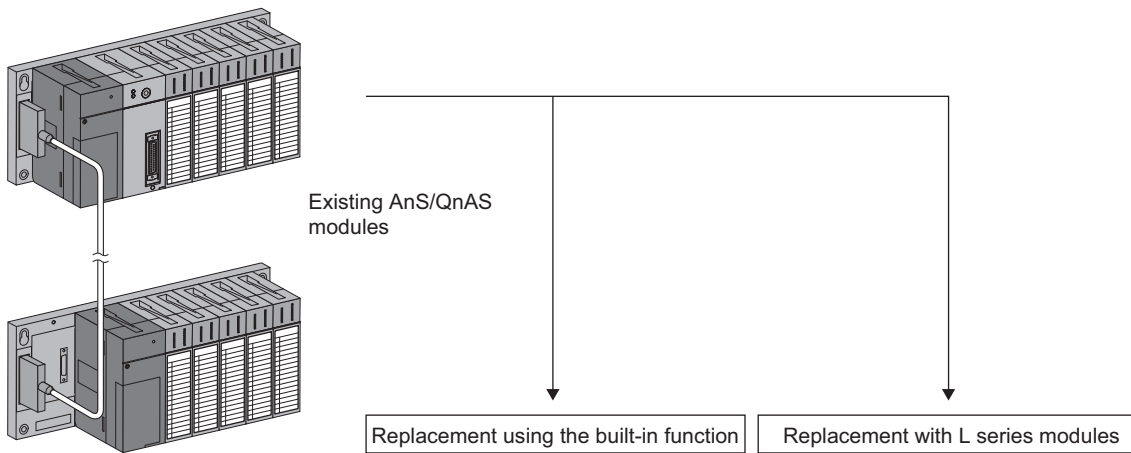 Existing AnS/QnAS
modules
Replacement using the built-in function
Replacement with L series modules